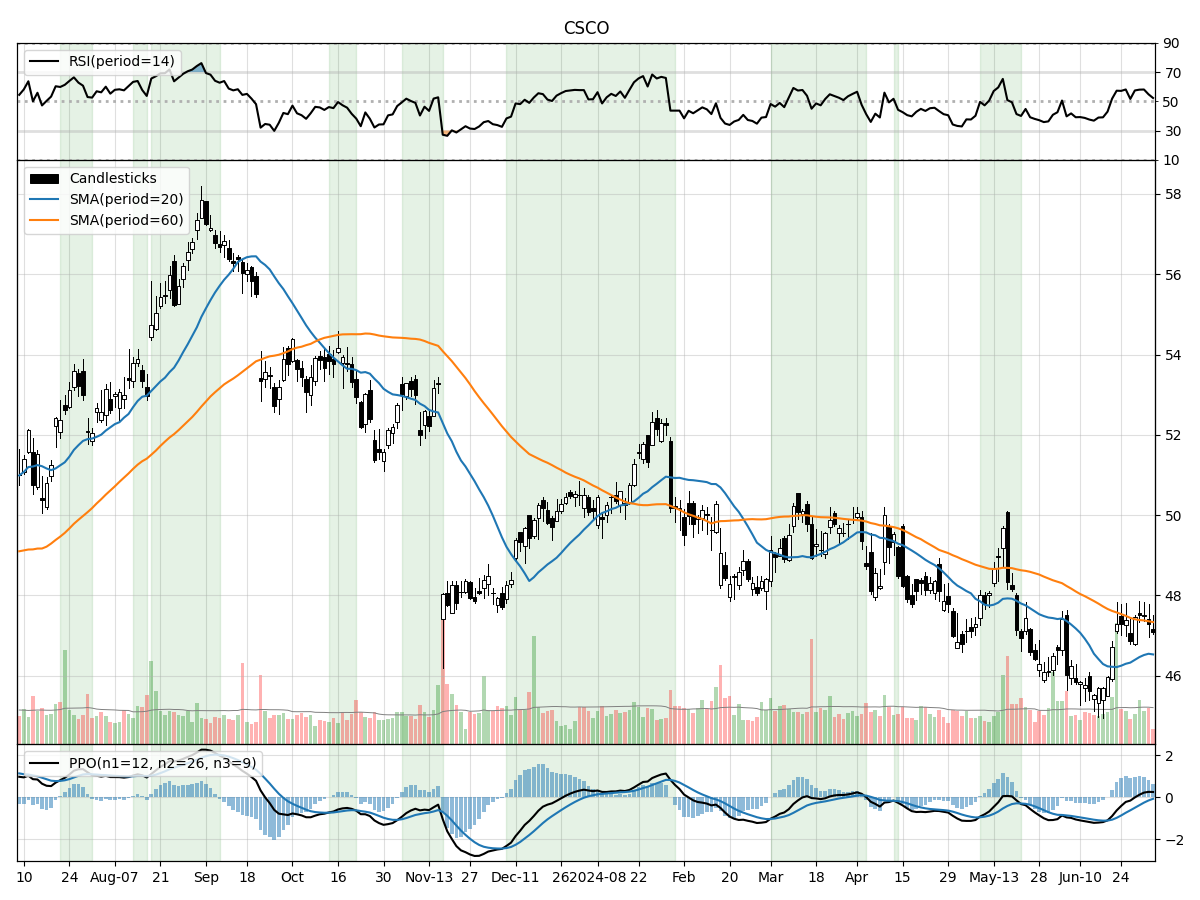 CSCO
RSI(period=14)
90
70
50
30
10
Candlesticks
SMA(period=20)
SMA(period=60)
58
56
54
52
50
48
46
PPO(n1=12, n2=26, n3=9)
2
0
−2
10 24 Aug-07 21 Sep 18 Oct 16 30 Nov-13 27 Dec-11 26 2024-08 22 Feb 20 Mar 18 Apr 15 29 May-13 28 Jun-10 24